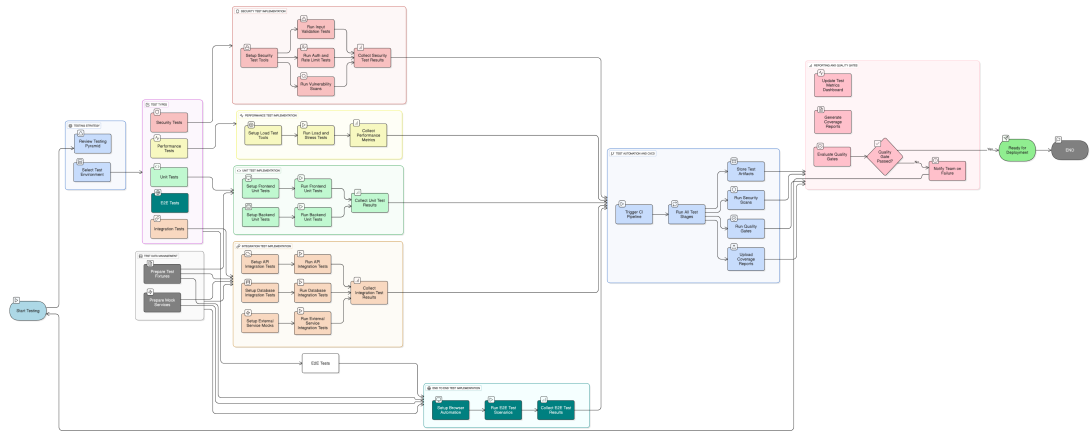 SECURITY TEST IMPLEMENTATION
Run Input
Validation Tests
Setup Security
Test Tools
Run Auth and
Rate Limit Tests
Collect Security
Test Results
Run Vulnerability
Scans
TEST TYPES
Security Tests
Performance
Tests
Unit Tests
E2E Tests
Integration Tests
PERFORMANCE TEST IMPLEMENTATION
Setup Load Test
Tools
Run Load and
Stress Tests
Collect
Performance
Metrics
TESTING STRATEGY
Review Testing
Pyramid
Select Test
Environment
UNIT TEST IMPLEMENTATION
Setup Frontend
Unit Tests
Run Frontend
Unit Tests
Setup Backend
Unit Tests
Run Backend
Unit Tests
Collect Unit Test
Results
INTEGRATION TEST IMPLEMENTATION
Setup API
Integration Tests
Run API
Integration Tests
Setup Database
Integration Tests
Run Database
Integration Tests
Collect
Integration Test
Results
Setup External
Service Mocks
Run External
Service
Integration Tests
TEST DATA MANAGEMENT
Prepare Test
Fixtures
Prepare Mock
Services
Start Testing
E2E Tests
END-TO-END TEST IMPLEMENTATION
Setup Browser
Automation
Run E2E Test
Scenarios
Collect E2E Test
Results
TEST AUTOMATION AND CI/CD
Trigger CI
Pipeline
Run All Test
Stages
Store Test
Artifacts
Run Security
Scans
Run Quality
Gates
Upload
Coverage
Reports
REPORTING AND QUALITY GATES
Update Test
Metrics
Dashboard
Generate
Coverage
Reports
Evaluate Quality
Gates
Quality
Gate
Passed?
Yes
No
Notify Team on
Failure
Ready for
Deployment
END